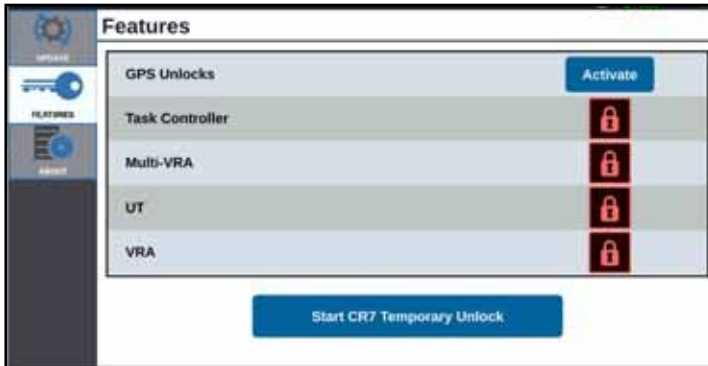 Features
UPDATE
FEATURES
ABOUT
GPS Unlocks
Activate
Task Controller
Multi-VRA
UT
VRA
Start CR7 Temporary Unlock